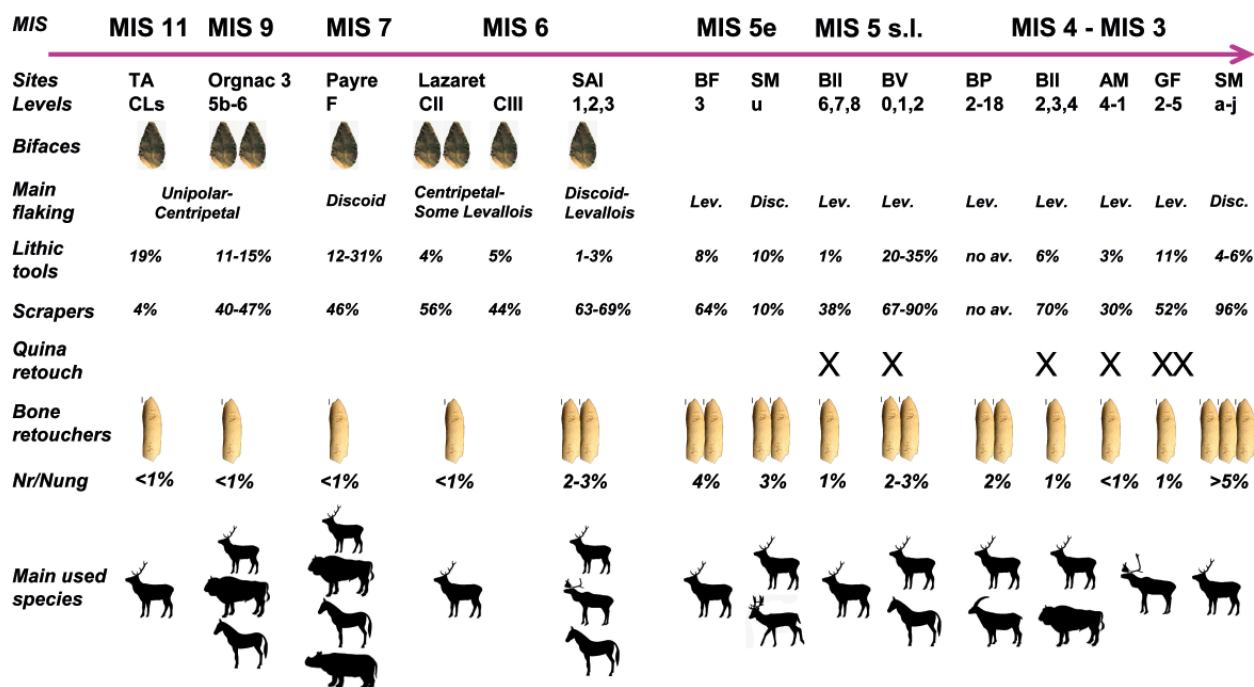 MIS MIS 11 MIS 9 MIS 7 MIS 6 MIS 5e MIS 5 s.l. MIS 4 - MIS 3
Sites TA Orgnac 3 Payre Lazaret SAI BF SM BII BV BP BII AM GF SM
Levels CLs 5b-6 F CII CIII 1,2,3 3 u 6,7,8 0,1,2 2-18 2,3,4 4-1 2-5 a-j
Bifaces
Main Unipolar- Discoid Centripetal- Discoid- Lev. Disc. Lev. Lev. Lev. Lev. Lev. Lev. Disc.
flaking Centripetal Some Levallois Levallois
Lithic
tools 19% 11-15% 12-31% 4% 5% 1-3% 8% 10% 1% 20-35% no av. 6% 3% 11% 4-6%
Scrapers 4% 40-47% 46% 56% 44% 63-69% 64% 10% 38% 67-90% no av. 70% 30% 52% 96%
Quina
retouch X X X X XX
Bone
retouchers
Nr/Nung <1% <1% <1% <1% 2-3% 4% 3% 1% 2-3% 2% 1% <1% 1% >5%
Main used
species